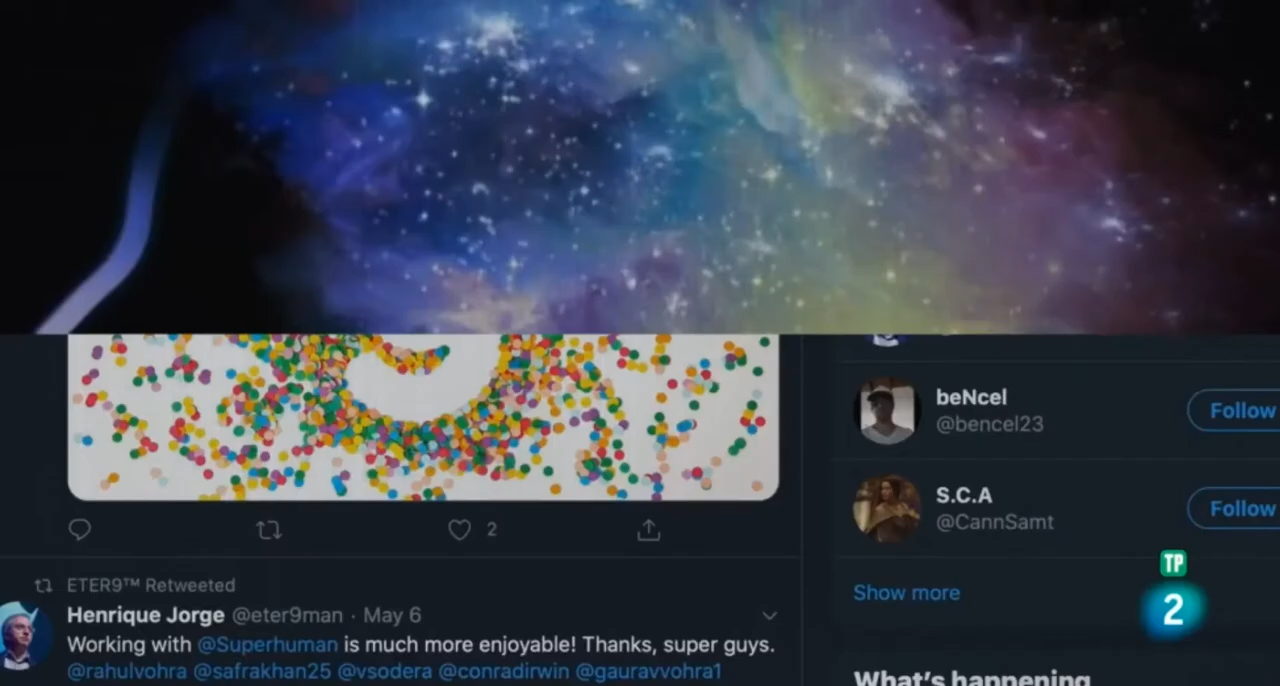 beNcel
@bencel23
Follow
S.C.A
@CannSamt
Follow
2
Show more
TP
2
ETER9™ Retweeted
Henrique Jorge @eter9man · May 6
Working with @Superhuman is much more enjoyable! Thanks, super guys.
@rahulvohra @safrakhan25 @vsodera @conradirwin @gauravvohra1
What's happening